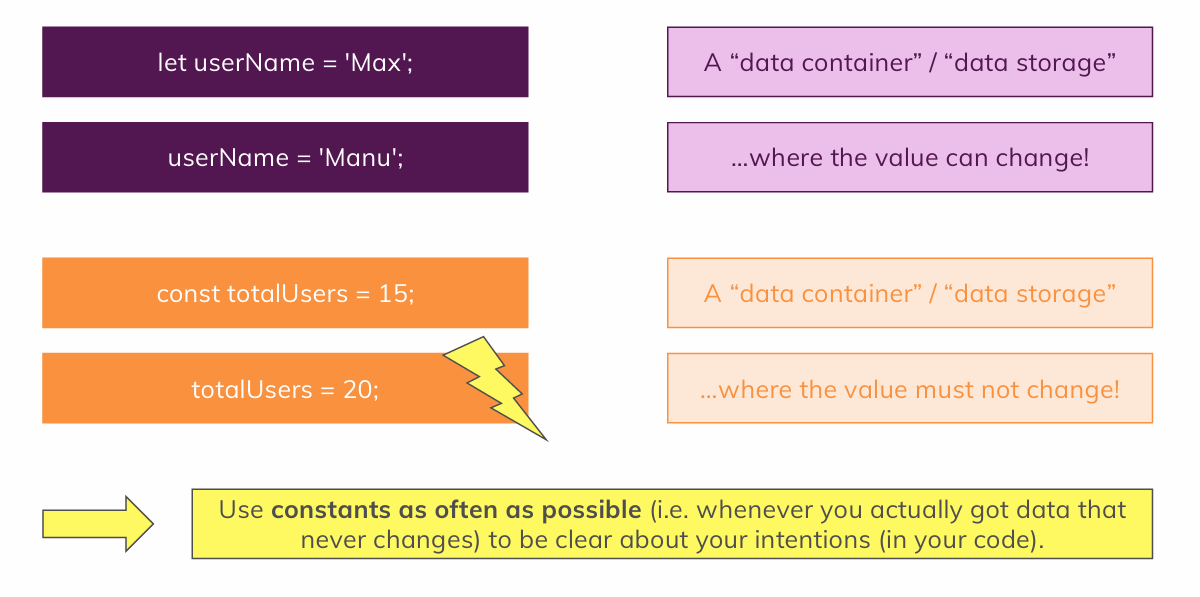 let userName = 'Max';
A “data container” / “data storage”
userName = 'Manu';
…where the value can change!
const totalUsers = 15;
A “data container” / “data storage”
totalUsers = 20;
…where the value must not change!
Use constants as often as possible (i.e. whenever you actually got data that
never changes) to be clear about your intentions (in your code).